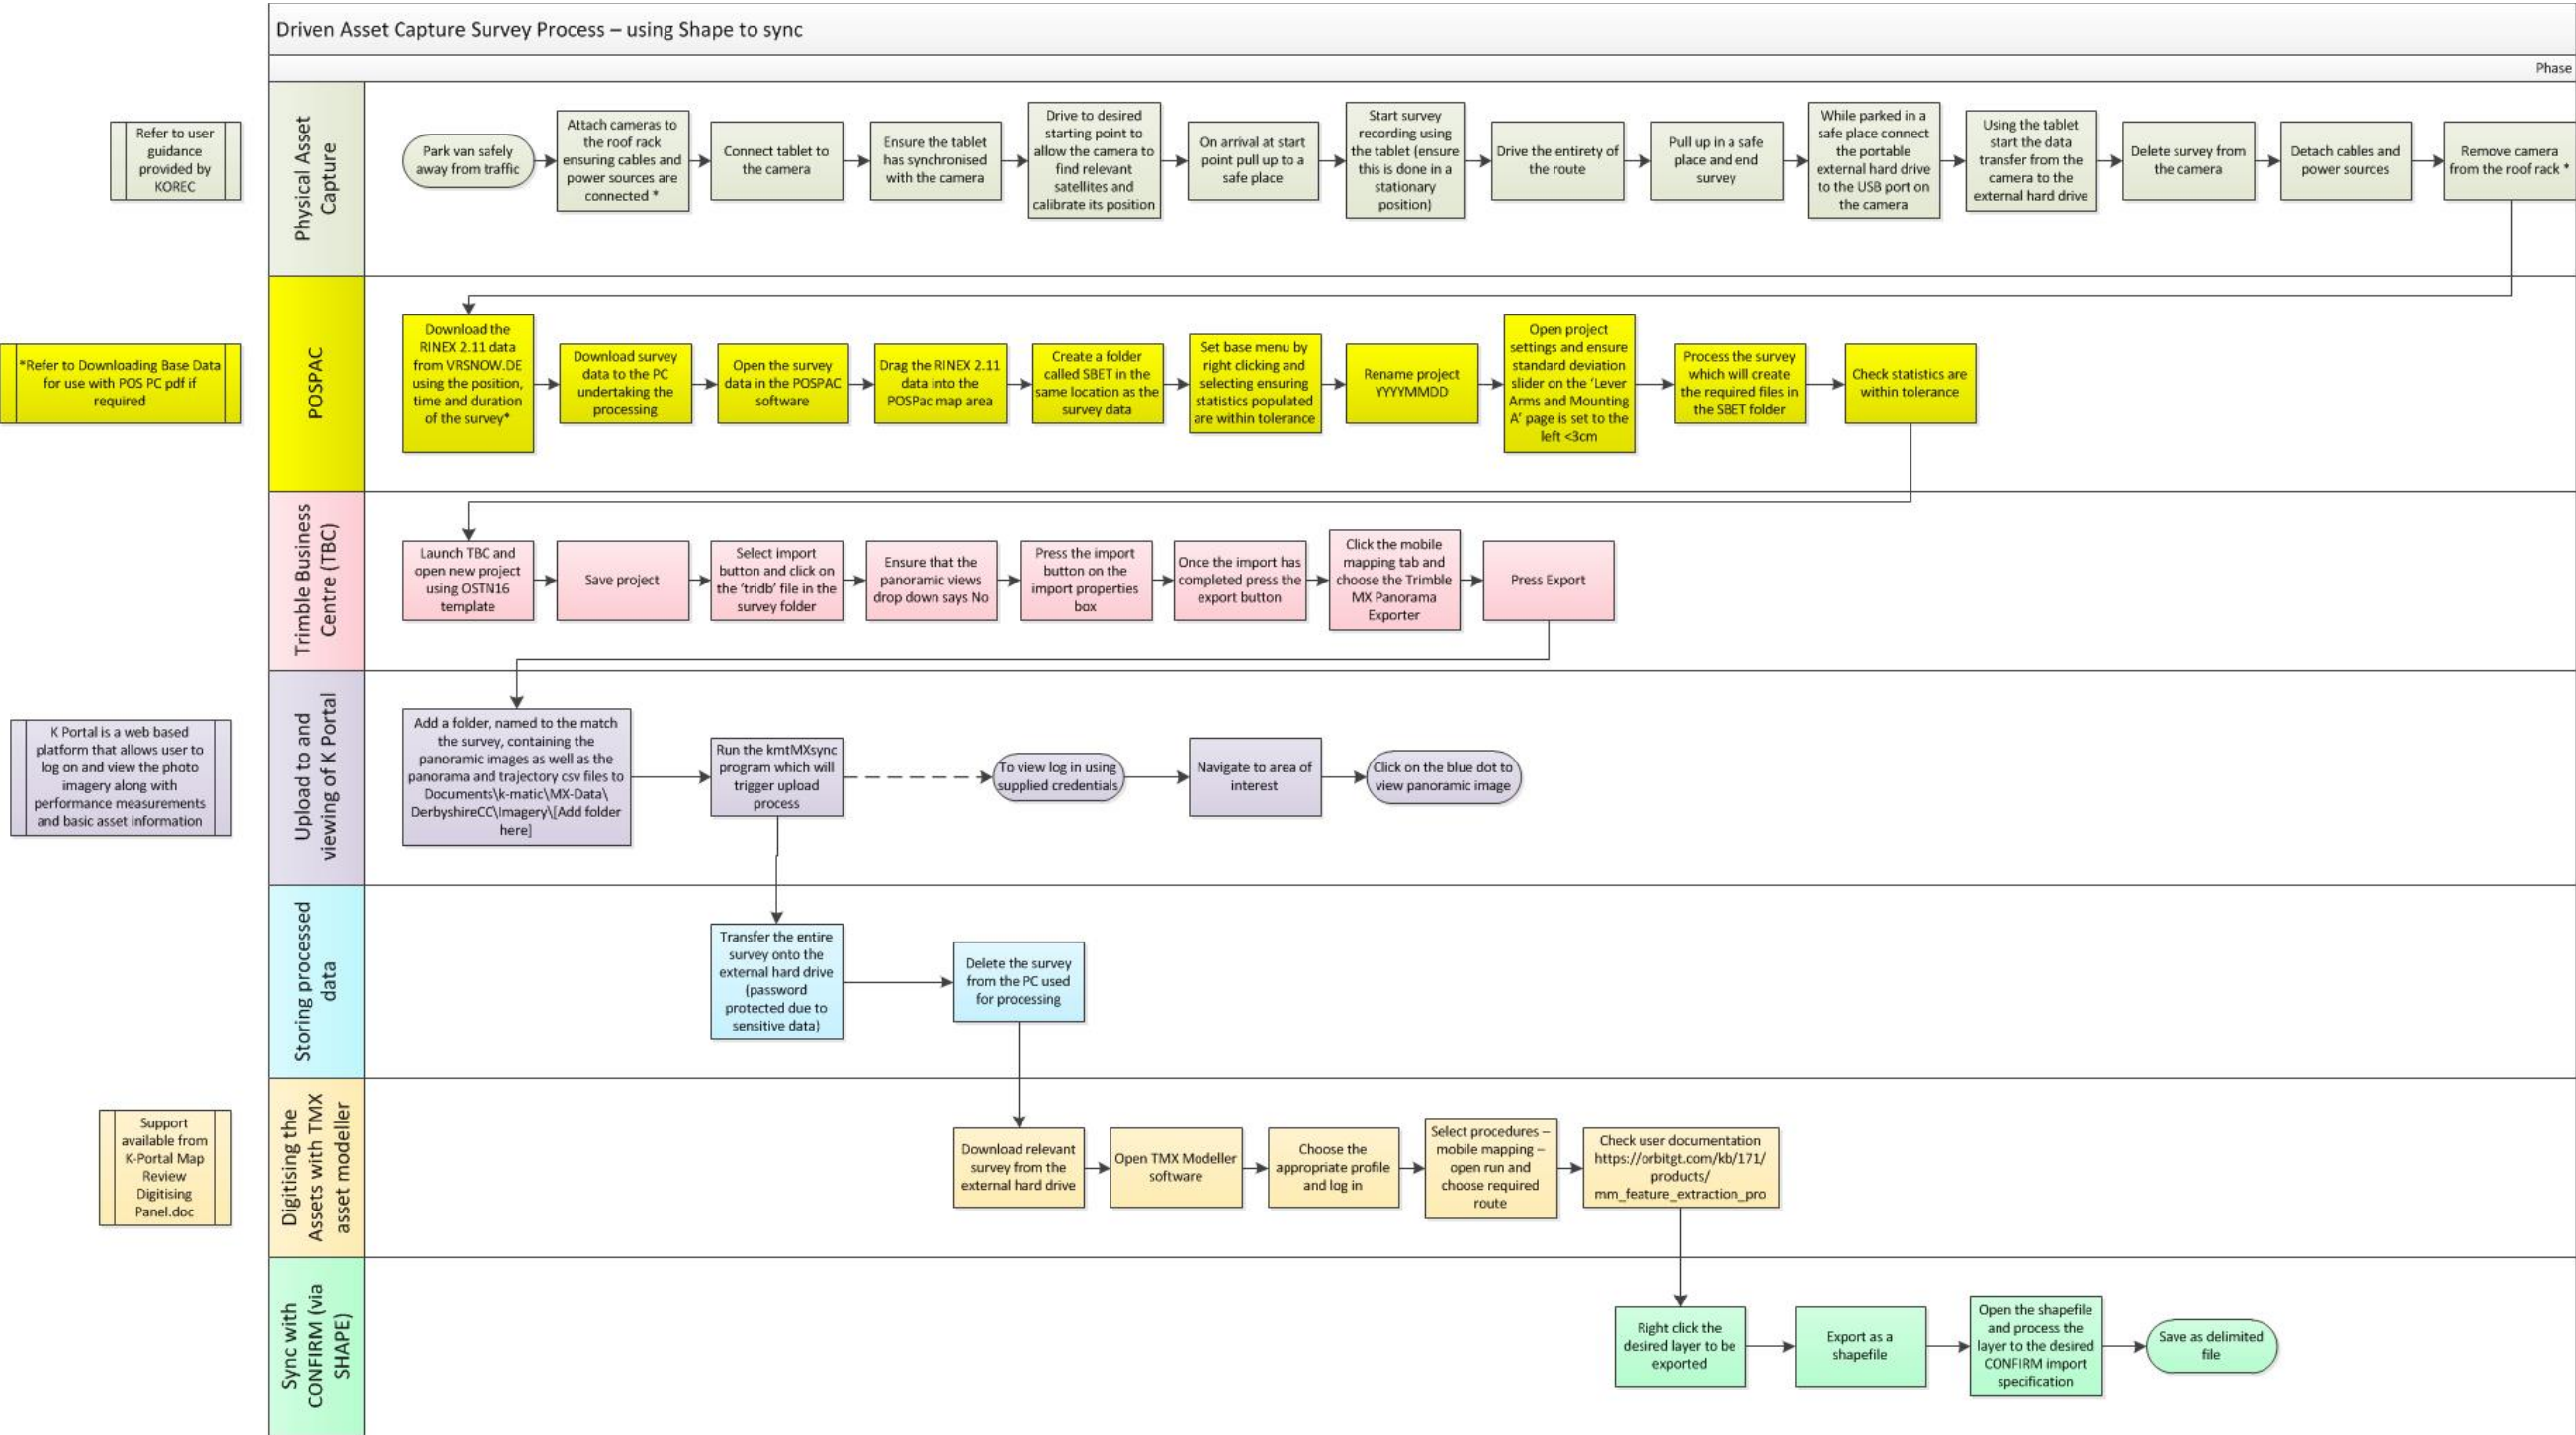 Driven Asset Capture Survey Process – using Shape to sync
Phase
Refer to user
guidance
provided by
KOREC
Physical Asset
Capture
Park van safely
away from traffic
Attach cameras to
the roof rack
ensuring cables and
power sources are
connected *
Connect tablet to
the camera
Ensure the tablet
has synchronised
with the camera
Drive to desired
starting point to
allow the camera to
find relevant
satellites and
calibrate its position
On arrival at start
point pull up to a
safe place
Start survey
recording using
the tablet (ensure
this is done in a
stationary
position)
Drive the entirety of
the route
Pull up in a safe
place and end
survey
While parked in a
safe place connect
the portable
external hard drive
to the USB port on
the camera
Using the tablet
start the data
transfer from the
camera to the
external hard drive
Delete survey from
the camera
Detach cables and
power sources
Remove camera
from the roof rack *
*Refer to Downloading Base Data
for use with POS PC pdf if
required
POSPAC
Download the
RINEX 2.11 data
from VRSNOW.DE
using the position,
time and duration
of the survey*
Download survey
data to the PC
undertaking the
processing
Open the survey
data in the POSPAC
software
Drag the RINEX 2.11
data into the
POSPac map area
Create a folder
called SBET in the
same location as the
survey data
Set base menu by
right clicking and
selecting ensuring
statistics populated
are within tolerance
Rename project
YYYYMMDD
Open project
settings and ensure
standard deviation
slider on the ‘Lever
Arms and Mounting
A’ page is set to the
left <3cm
Process the survey
which will create
the required files in
the SBET folder
Check statistics are
within tolerance
Trimble Business
Centre (TBC)
Launch TBC and
open new project
using OSTN16
template
Save project
Select import
button and click on
the ‘tridb’ file in the
survey folder
Ensure that the
panoramic views
drop down says No
Press the import
button on the
import properties
box
Once the import has
completed press the
export button
Click the mobile
mapping tab and
choose the Trimble
MX Panorama
Exporter
Press Export
K Portal is a web based
platform that allows user to
log on and view the photo
imagery along with
performance measurements
and basic asset information
Upload to and
viewing of K Portal
Add a folder, named to the match
the survey, containing the
panoramic images as well as the
panorama and trajectory csv files to
Documents\k-matic\MX-Data\
DerbyshireCC\Imagery\[Add folder
here]
Run the kmtMXsync
program which will
trigger upload
process
To view log in using
supplied credentials
Navigate to area of
interest
Click on the blue dot to
view panoramic image
Storing processed
data
Transfer the entire
survey onto the
external hard drive
(password
protected due to
sensitive data)
Delete the survey
from the PC used
for processing
Support
available from
K-Portal Map
Review
Digitising
Panel.doc
Digitising the
Assets with TMX
asset modeller
Download relevant
survey from the
external hard drive
Open TMX Modeller
software
Choose the
appropriate profile
and log in
Select procedures –
mobile mapping –
open run and
choose required
route
Check user documentation
https://orbitgt.com/kb/171/
products/
mm_feature_extraction_pro
Sync with
CONFIRM (via
SHAPE)
Right click the
desired layer to be
exported
Export as a
shapefile
Open the shapefile
and process the
layer to the desired
CONFIRM import
specification
Save as delimited
file